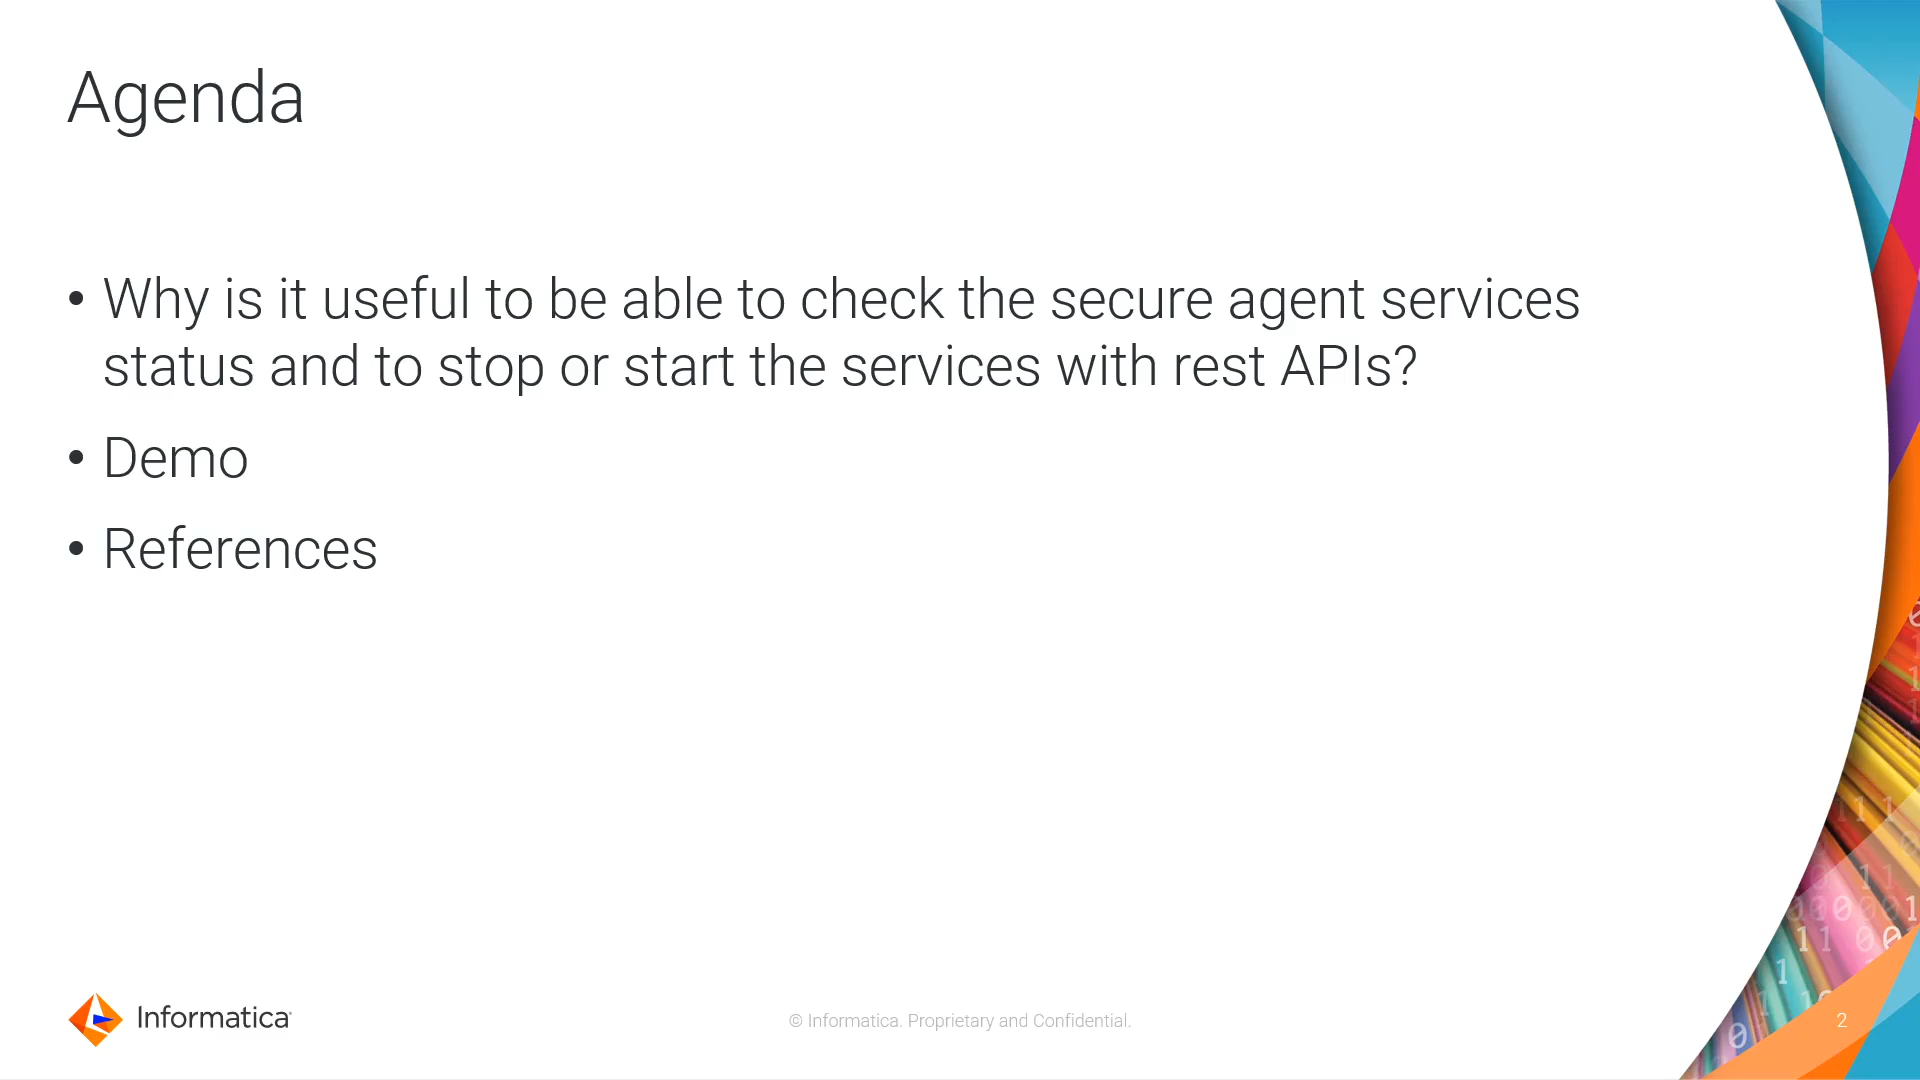 Agenda
• Why is it useful to be able to check the secure agent services
status and to stop or start the services with rest APIs?
• Demo
• References
Informatica
© Informatica. Proprietary and Confidential.
2